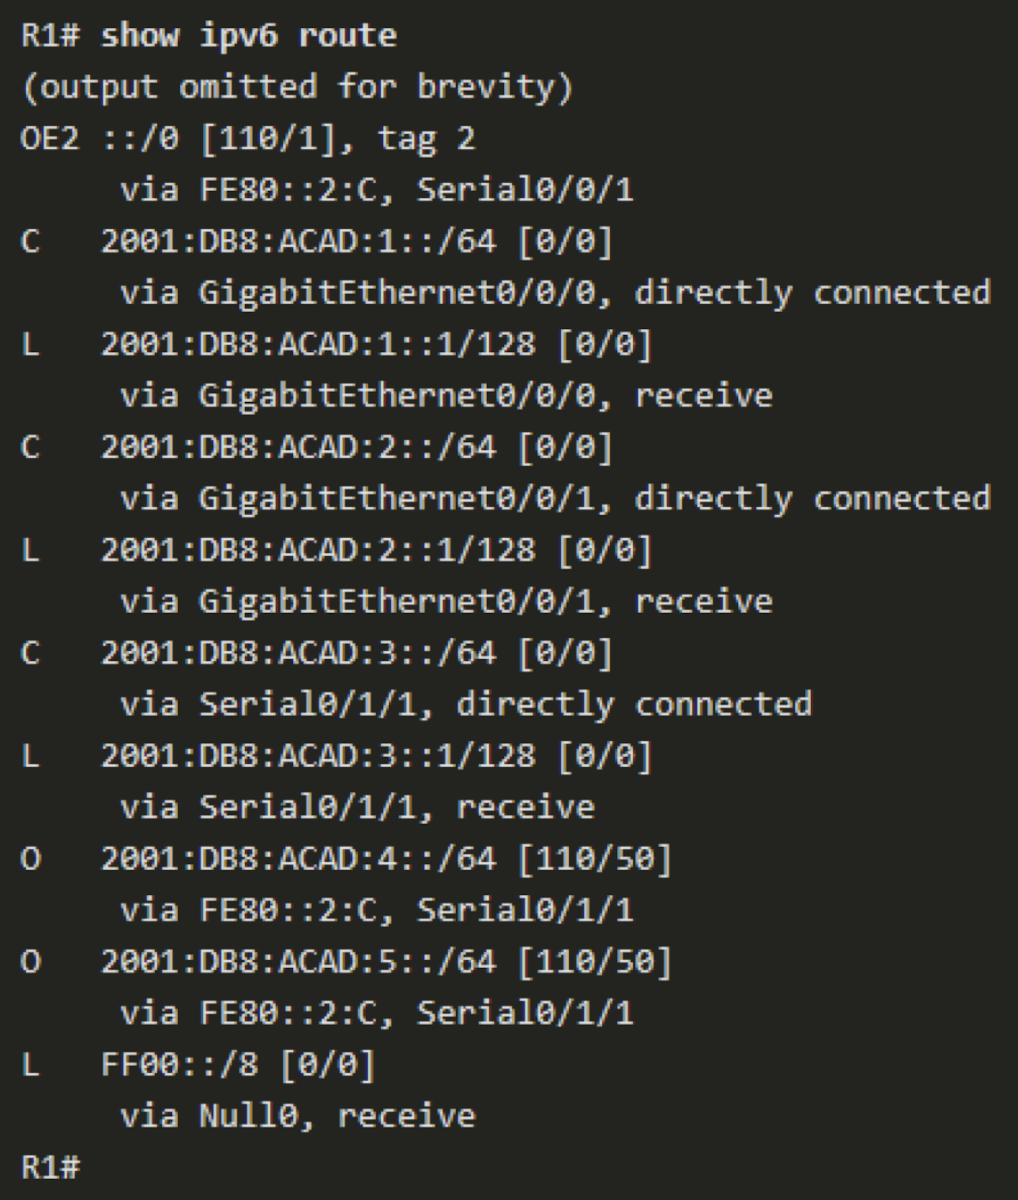 R1# show ipv6 route
(output omitted for brevity)
OE2 ::/0 [110/1], tag 2
via FE80::2:C, Serial0/0/1
C 2001:DB8:ACAD:1::/64 [0/0]
via GigabitEthernet0/0/0, directly connected
L 2001:DB8:ACAD:1::1/128 [0/0]
via GigabitEthernet0/0/0, receive
C 2001:DB8:ACAD:2::/64 [0/0]
via GigabitEthernet0/0/1, directly connected
L 2001:DB8:ACAD:2::1/128 [0/0]
via GigabitEthernet0/0/1, receive
C 2001:DB8:ACAD:3::/64 [0/0]
via Serial0/1/1, directly connected
L 2001:DB8:ACAD:3::1/128 [0/0]
via Serial0/1/1, receive
O 2001:DB8:ACAD:4::/64 [110/50]
via FE80::2:C, Serial0/1/1
O 2001:DB8:ACAD:5::/64 [110/50]
via FE80::2:C, Serial0/1/1
L FF00::/8 [0/0]
via Null0, receive
R1#